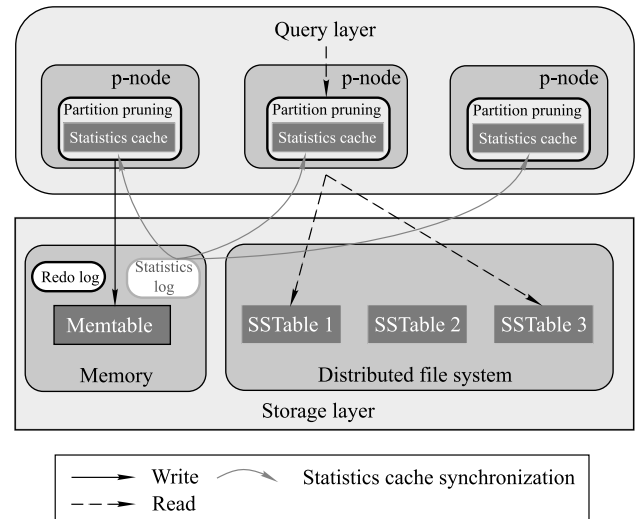 Query layer
p-node
p-node
p-node
Partition pruning
Partition pruning
Partition pruning
Statistics cache
Statistics cache
Statistics cache
Redo log
Statistics
log
Memtable
SSTable 1
SSTable 2
SSTable 3
Memory
Distributed file system
Storage layer
Write
Statistics cache synchronization
Read